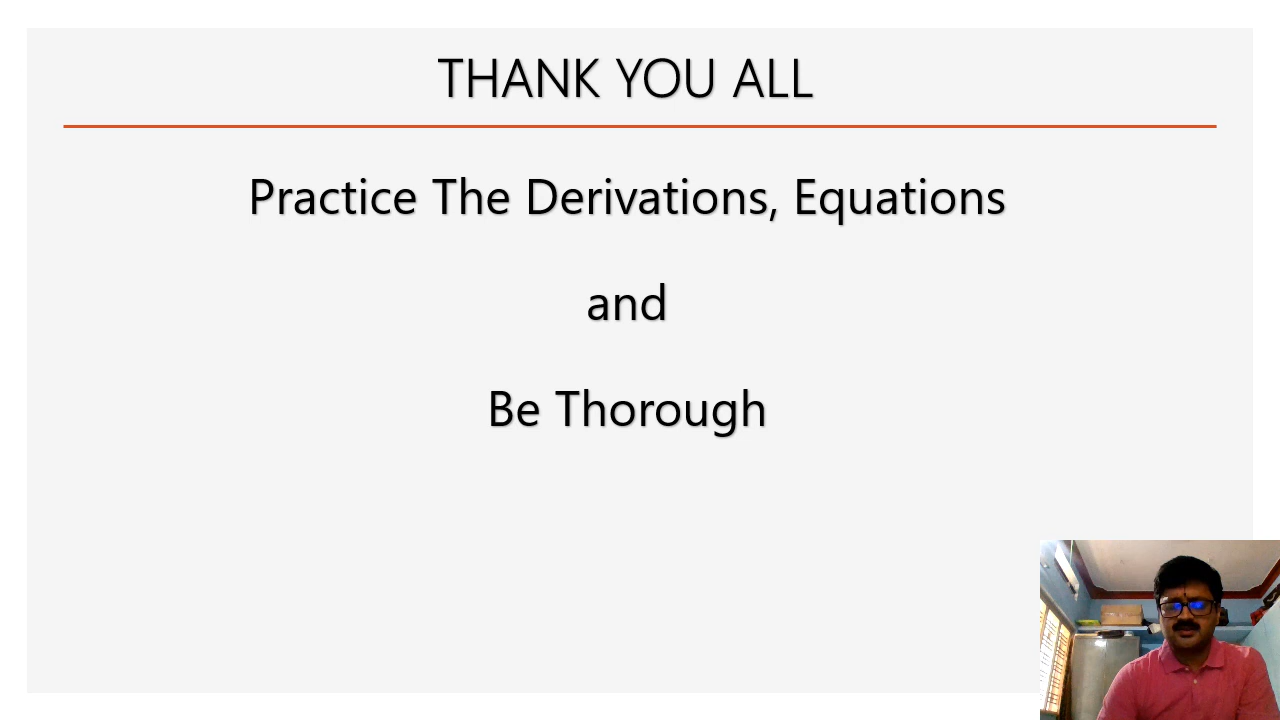 THANK YOU ALL
Practice The Derivations, Equations
and
Be Thorough